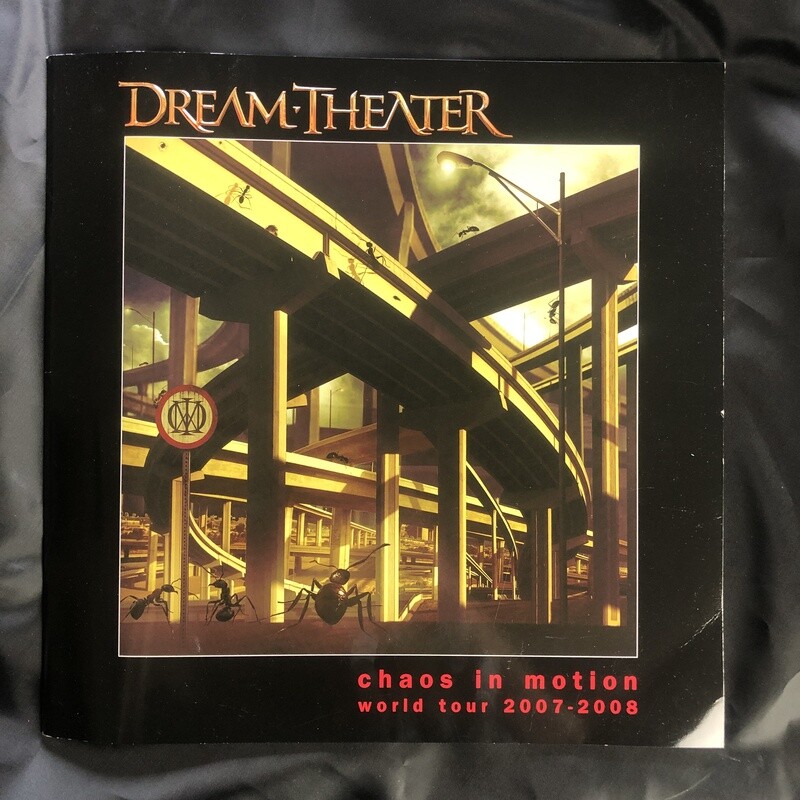 DREAM·THEATER
chaos in motion
world tour 2007-2008